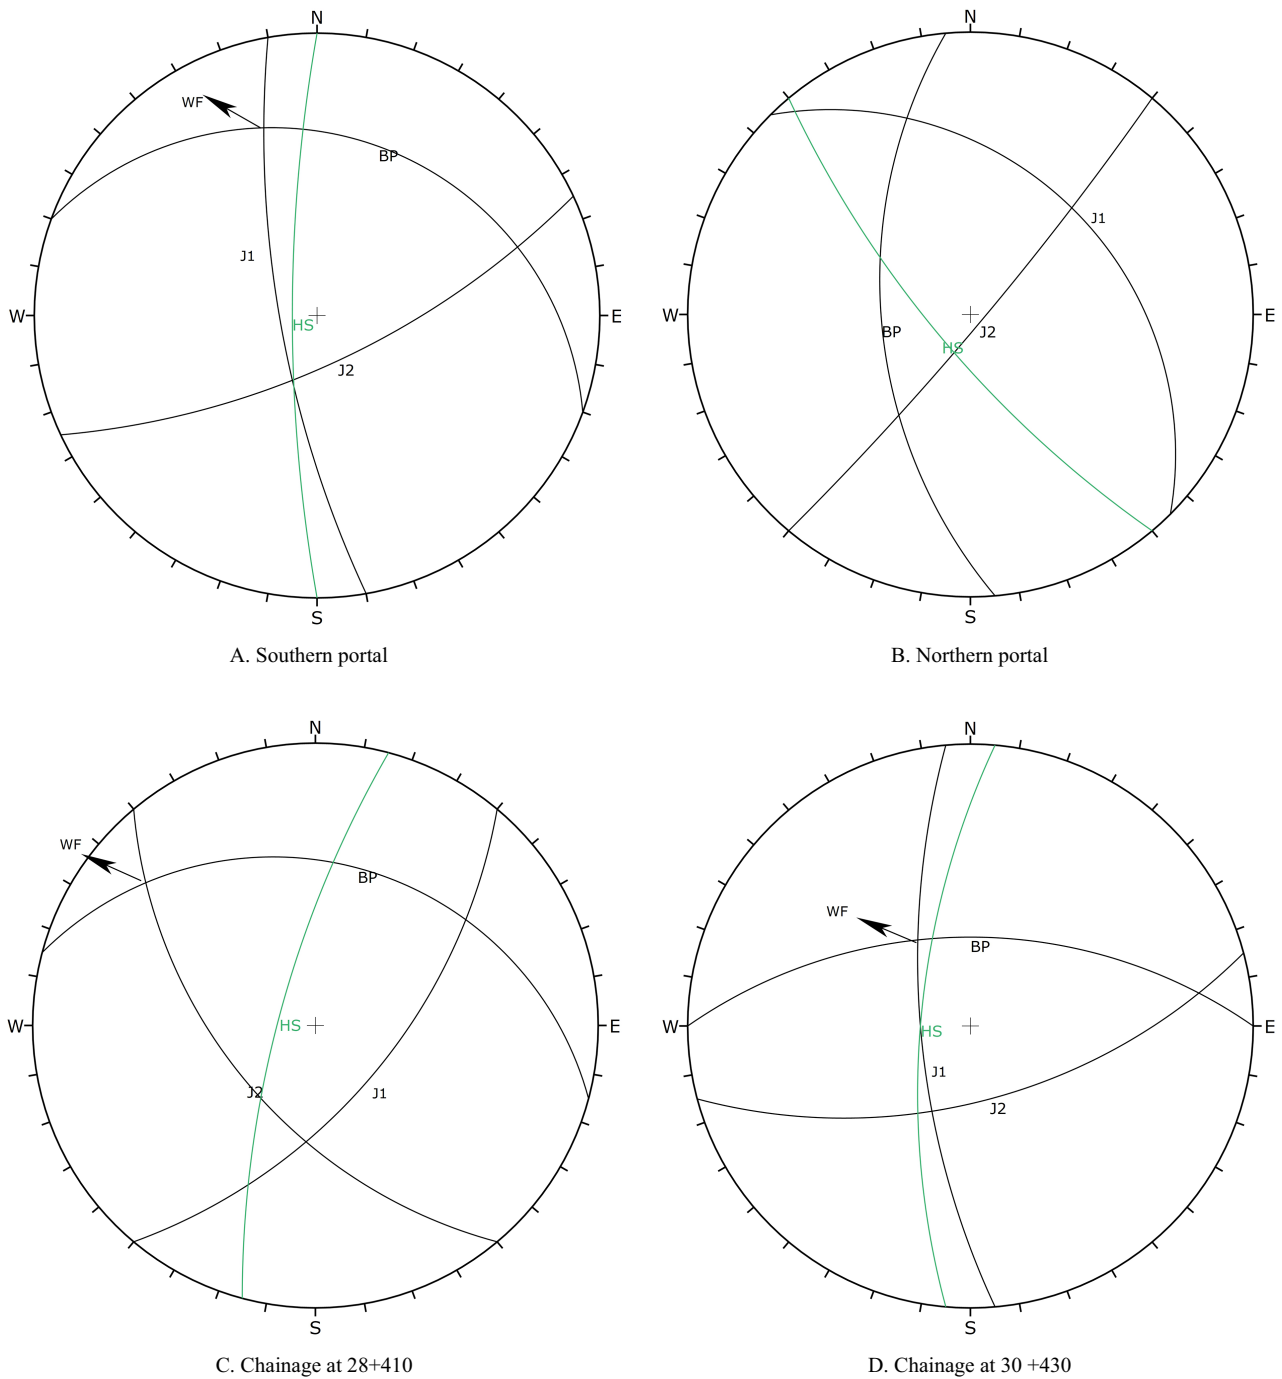 N
WF
BP
J1
W
HS
E
J2
S
A. Southern portal
N
J1
W
BP
J2
HS
E
S
B. Northern portal
N
WF
BP
W
HS
E
J2
J1
S
C. Chainage at 28+410
N
WF
BP
W
HS
E
J1
J2
S
D. Chainage at 30 +430